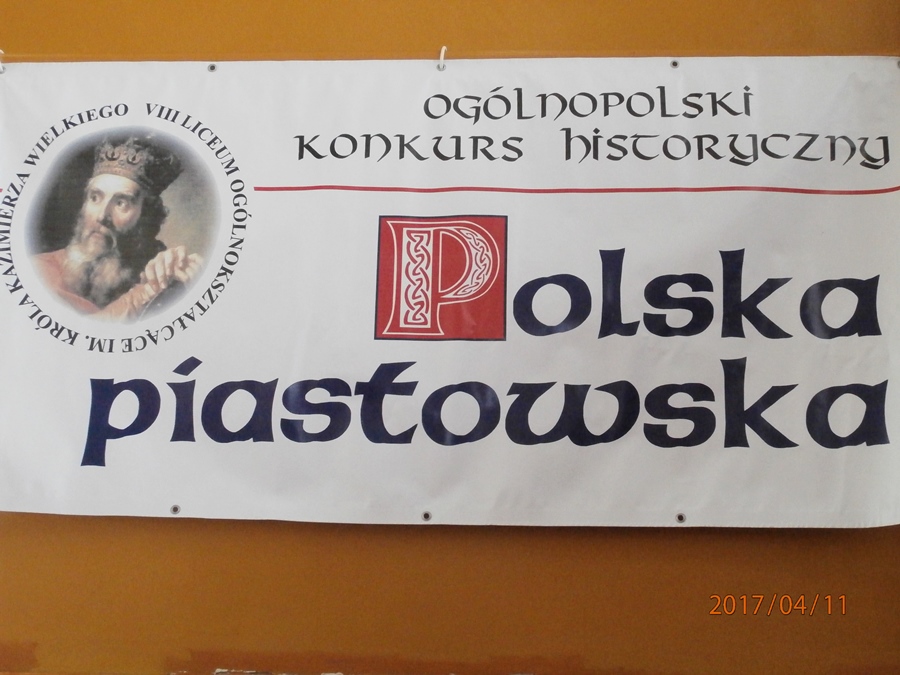 VIII LICEUM OGÓLNOKSZTAŁCĄCE IM. KRÓLA KAZIMIERZA WIELKIEGO
OGÓLNOPOLSKI
KONKURS HISTORYCZNY
Polska
piastowska
2017/04/11